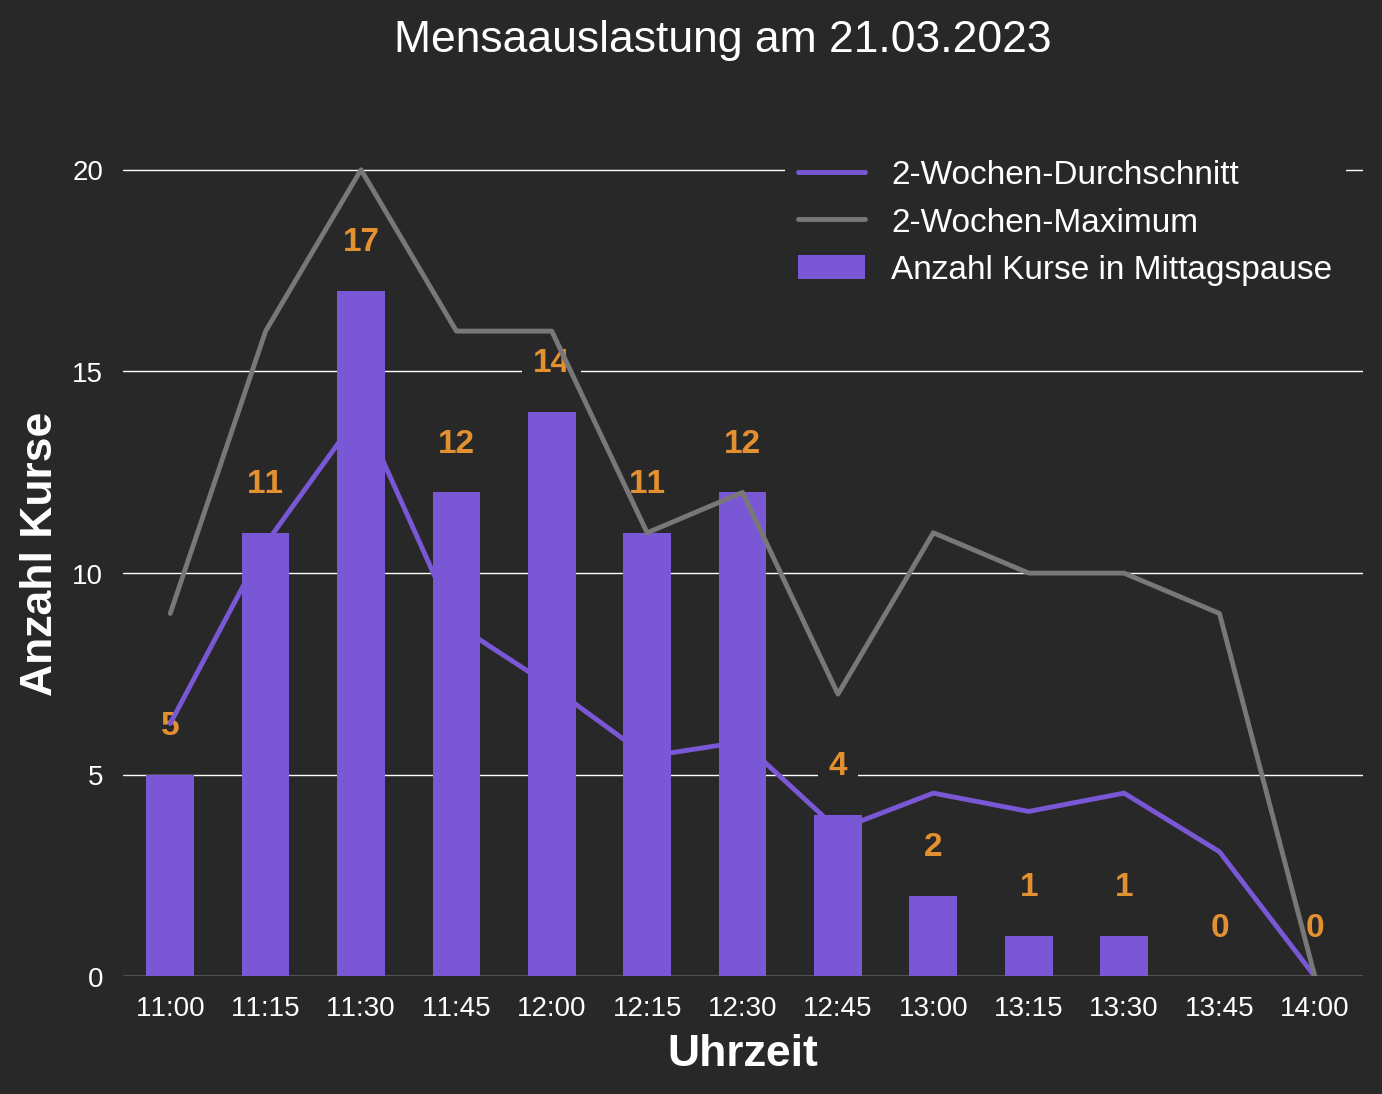 Mensaauslastung am 21.03.2023
2-Wochen-Durchschnitt
2-Wochen-Maximum
Anzahl Kurse in Mittagspause
Anzahl Kurse
20
15
10
5
0
5
11
17
12
14
11
12
4
2
1
1
0
0
11:00 11:15 11:30 11:45 12:00 12:15 12:30 12:45 13:00 13:15 13:30 13:45 14:00
Uhrzeit